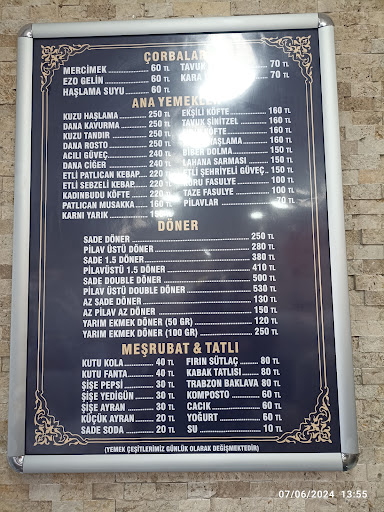 ÇORBALAR
MERCİMEK 60 TL
EZO GELİN 60 TL
HAŞLAMA SUYU 60 TL
TAVUK 70 TL
KARA 70 TL
ANA YEMEKLER
KUZU HAŞLAMA 250 TL
DANA KAVURMA 250 TL
KUZU TANDIR 250 TL
DANA ROSTO 250 TL
ACILI GÜVEÇ 250 TL
DANA CİĞER 250 TL
ETLİ PATLICAN KEBAP 220 TL
ETLİ SEBZELİ KEBAP 220 TL
KADINBUDU KÖFTE 220 TL
PATLICAN MUSAKKA 160 TL
KARNI YARIK TL
EKŞİLİ KÖFTE 160 TL
TAVUK ŞİNİTZEL 160 TL
KÖFTE 160 TL
HAŞLAMA 160 TL
BİBER DOLMA 150 TL
LAHANA SARMASI 150 TL
ETLİ ŞEHRİYELİ GÜVEÇ 150 TL
KURU FASULYE 100 TL
TAZE FASULYE 100 TL
PİLAVLAR 70 TL
DÖNER
SADE DÖNER 250 TL
PİLAV ÜSTÜ DÖNER 280 TL
SADE 1.5 DÖNER 380 TL
PİLAVÜSTÜ 1.5 DÖNER 410 TL
SADE DOUBLE DÖNER 500 TL
PİLAV ÜSTÜ DOUBLE DÖNER 530 TL
AZ SADE DÖNER 130 TL
AZ PİLAV AZ DÖNER 150 TL
YARIM EKMEK DÖNER (50 GR) 120 TL
YARIM EKMEK DÖNER (100 GR) 250 TL
MEŞRUBAT & TATLI
KUTU KOLA 40 TL
KUTU FANTA 40 TL
ŞİŞE PEPSİ 30 TL
ŞİŞE YEDİGÜN 30 TL
ŞİŞE AYRAN 30 TL
KÜÇÜK AYRAN 20 TL
SADE SODA 20 TL
FIRIN SÜTLAÇ 80 TL
KABAK TATLISI 80 TL
TRABZON BAKLAVA 80 TL
KOMPOSTO 60 TL
CACIK 60 TL
YOĞURT 60 TL
SU 10 TL
(YEMEK ÇEŞİTLERİMİZ GÜNLÜK OLARAK DEĞİŞMEKTEDİR)
07/06/2024 13:55